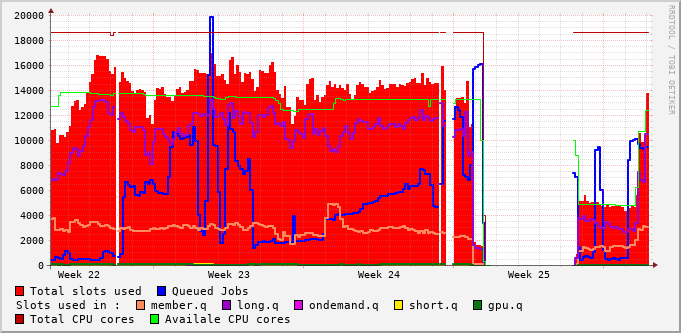 20000
18000
16000
14000
12000
10000
8000
6000
4000
2000
0
Week 22 Week 23 Week 24 Week 25
RRDTOOL / TOBI OETIKER
Total slots used Queued Jobs
Slots used in : member.q long.q ondemand.q short.q gpu.q
Total CPU cores Availale CPU cores